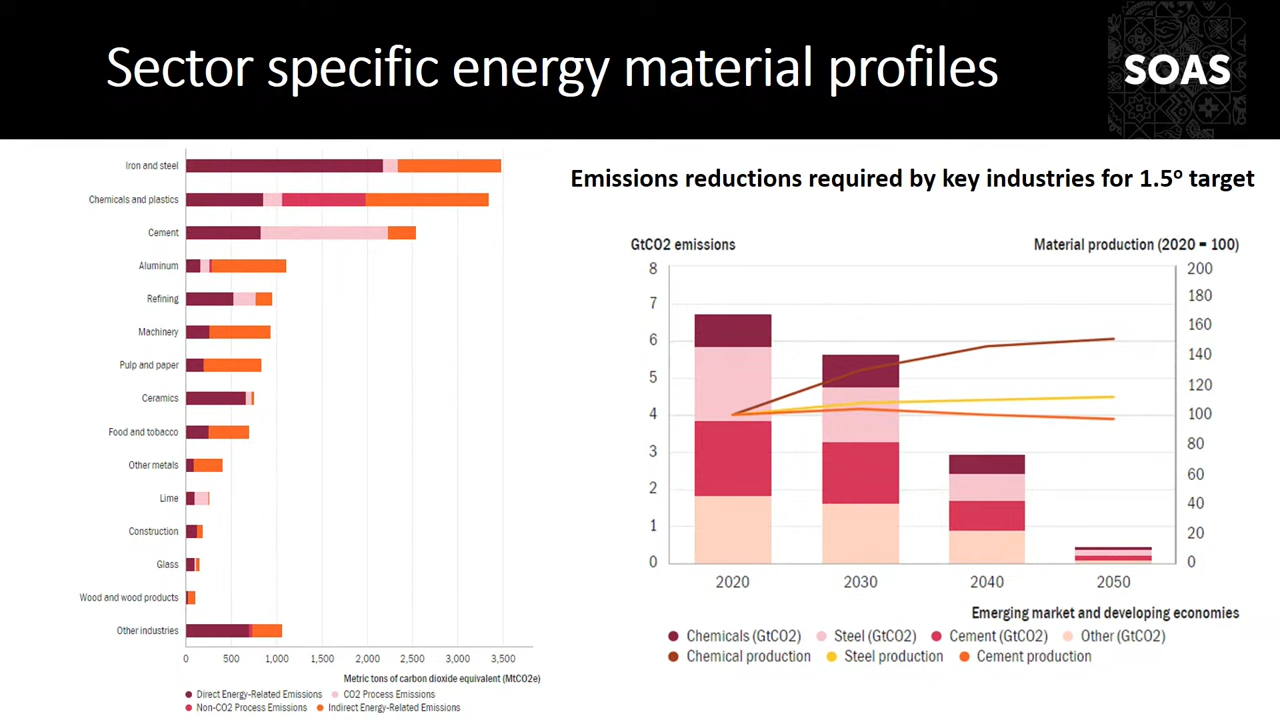 Sector specific energy material profiles
SOAS
Iron and steel
Chemicals and plastics
Cement
Aluminum
Refining
Machinery
Pulp and paper
Ceramics
Food and tobacco
Other metals
Lime
Construction
Glass
Wood and wood products
Other industries
0 500 1,000 1,500 2,000 2,500 3,000 3,500
Metric tons of carbon dioxide equivalent (MtCO2e)
Direct Energy-Related Emissions CO2 Process Emissions
Non-CO2 Process Emissions Indirect Energy-Related Emissions
Emissions reductions required by key industries for 1.5º target
GtCO2 emissions Material production (2020 = 100)
8 200
7 180
6 160
5 140
4 120
3 100
2 80
1 60
0 40
20
0
2020 2030 2040 2050
Emerging market and developing economies
Chemicals (GtCO2) Steel (GtCO2) Cement (GtCO2) Other (GtCO2)
Chemical production Steel production Cement production